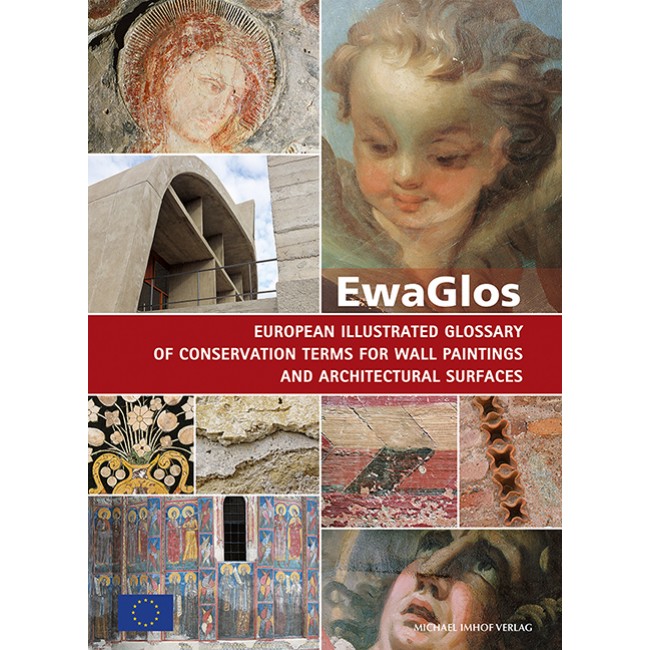 EwaGlos
EUROPEAN ILLUSTRATED GLOSSARY
OF CONSERVATION TERMS FOR WALL PAINTINGS
AND ARCHITECTURAL SURFACES
MICHAEL IMHOF VERLAG